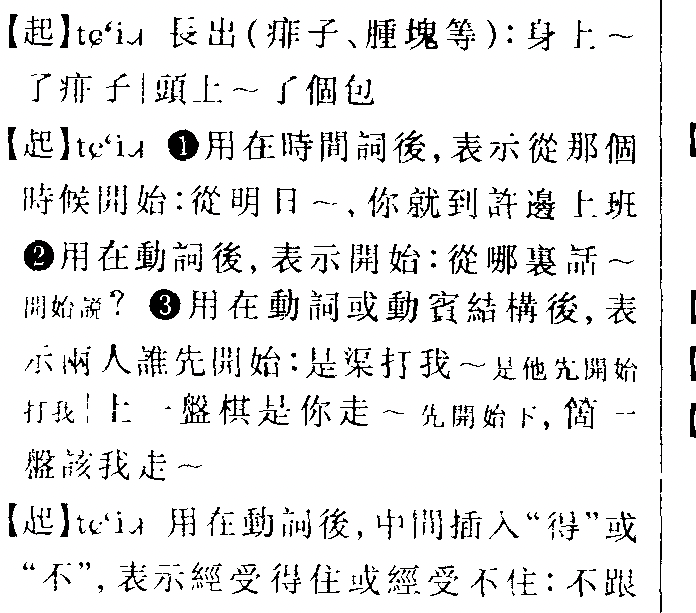 【起】tɕ‘i 長出(痱子、腫塊等)：身上～
了痱子|頭上～了個包
【起】tɕ‘i ❶用在時間詞後，表示從那個
時候開始：從明日～，你就到許邊上班
❷用在動詞後，表示開始：從哪裏話～
開始說？ ❸用在動詞或動賓結構後，表
示兩人誰先開始：是渠打我～是他先開始
打我|上一盤棋是你走～先開始下，箇一
盤該我走～
【起】tɕ‘i 用在動詞後，中間插入“得”或
“不”，表示經受得住或經受不住：不跟